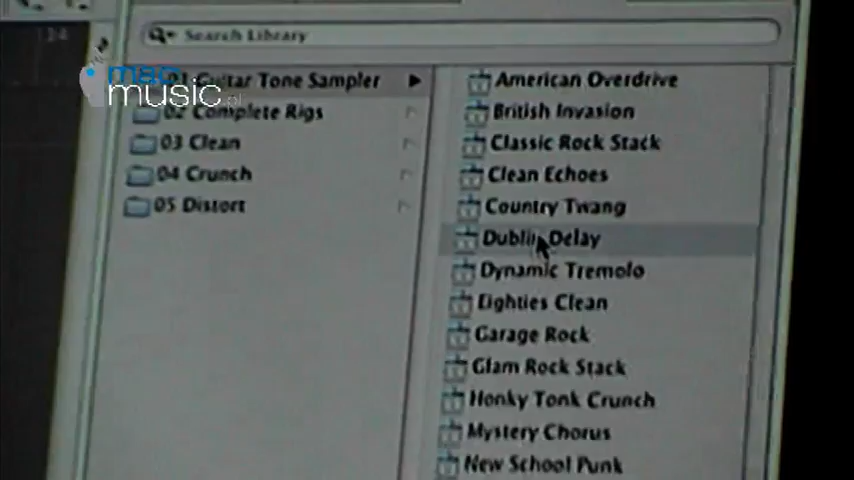 Search Library
mac
music.pl
01 Guitar Tone Sampler
02 Complete Rigs
03 Clean
04 Crunch
05 Distort
American Overdrive
British Invasion
Classic Rock Stack
Clean Echoes
Country Twang
Dublin Delay
Dynamic Tremolo
Eighties Clean
Garage Rock
Glam Rock Stack
Honky Tonk Crunch
Mystery Chorus
New School Punk